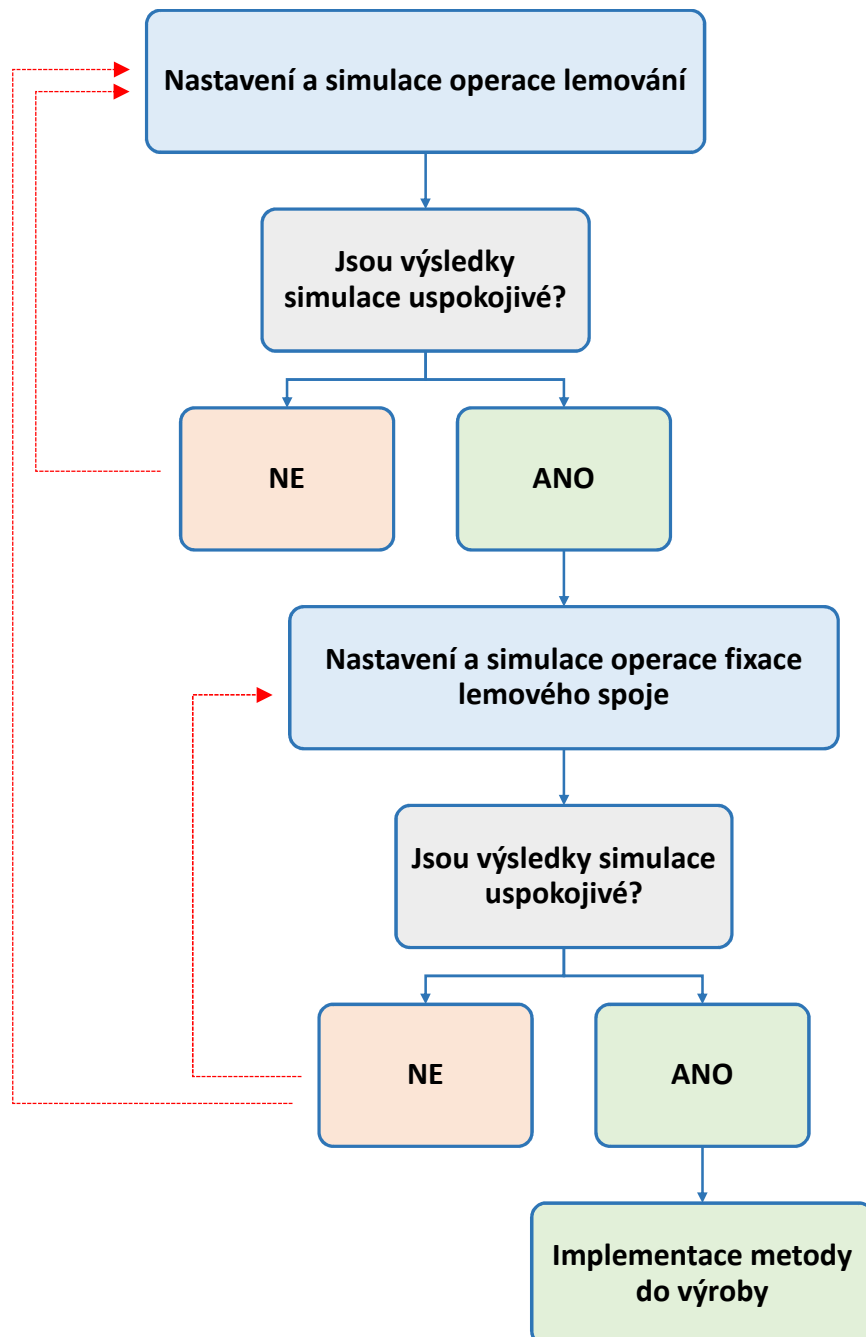 Nastavení a simulace operace lemování
Jsou výsledky
simulace uspokojivé?
NE
ANO
Nastavení a simulace operace fixace
lemového spoje
Jsou výsledky simulace
uspokojivé?
NE
ANO
Implementace metody
do výroby